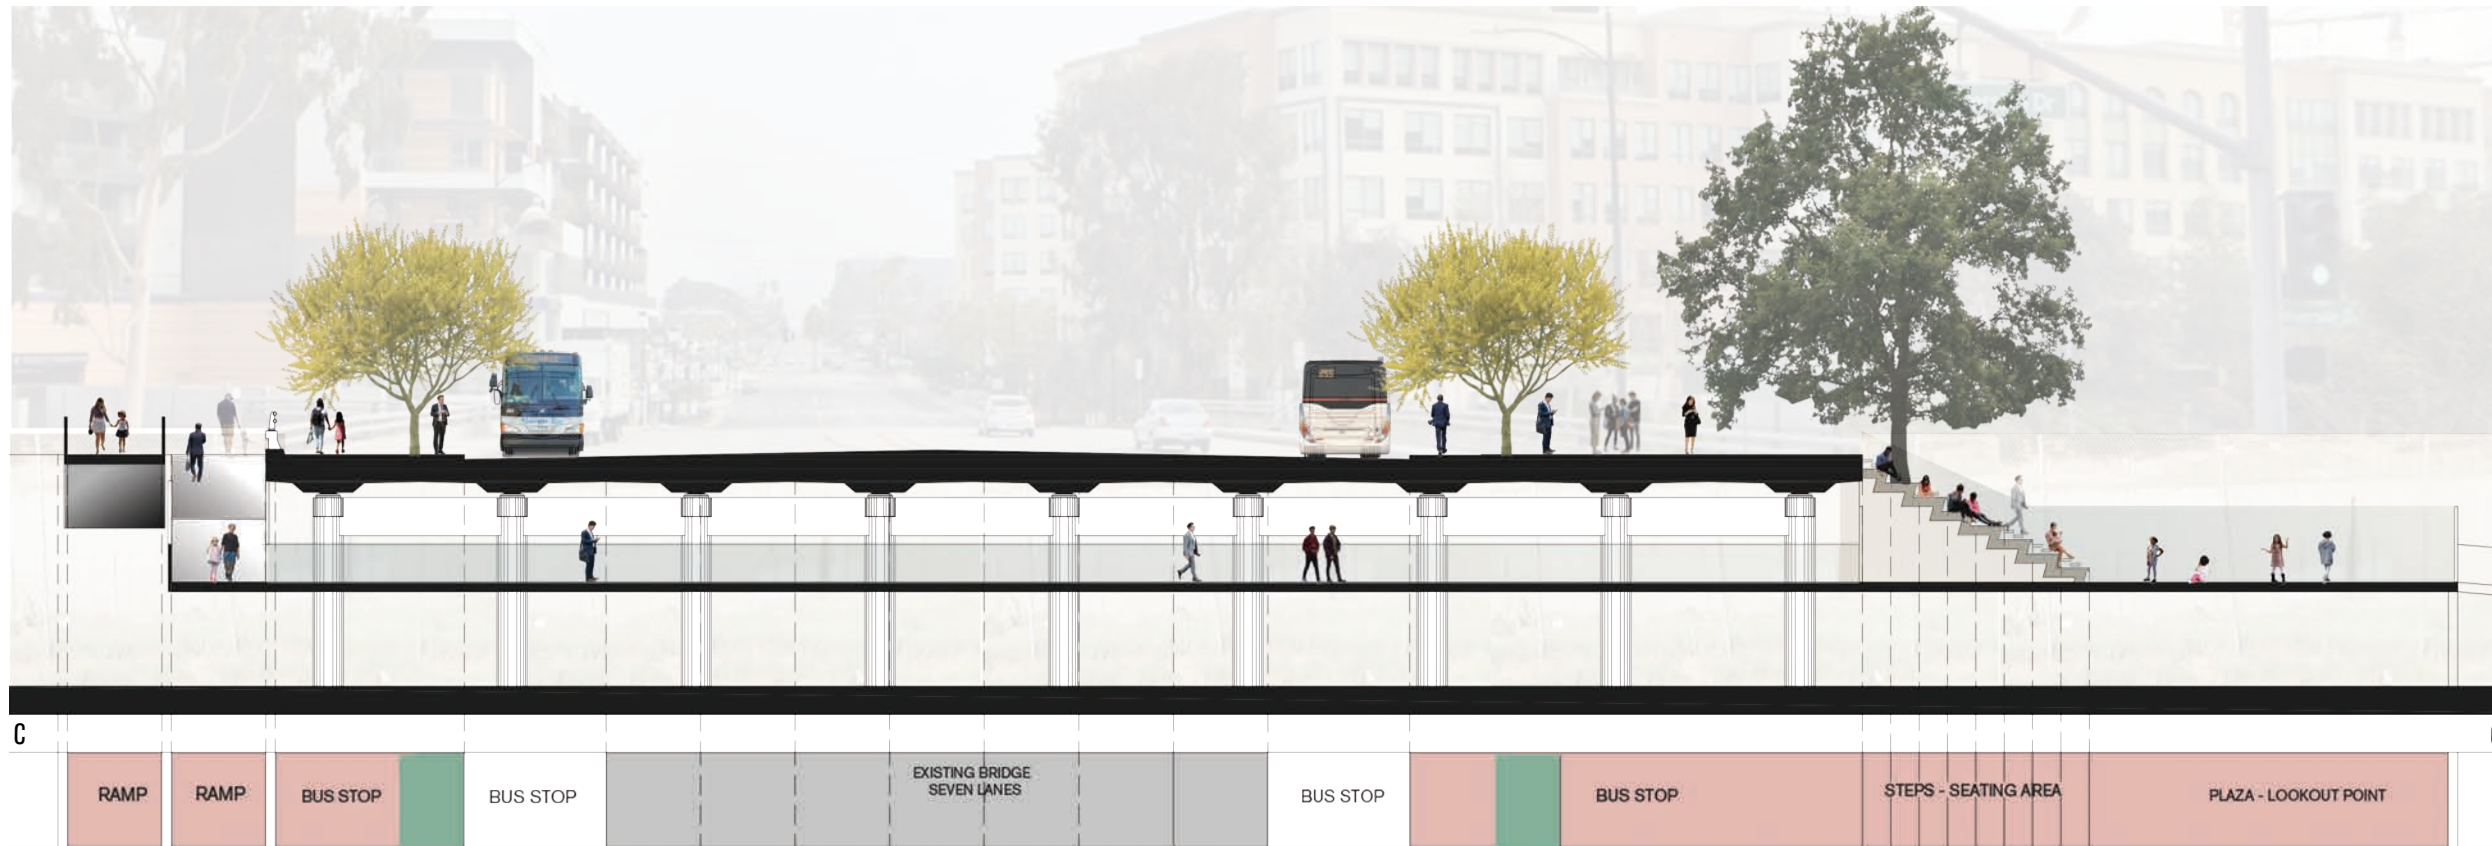 C
RAMP
RAMP
BUS STOP
BUS STOP
EXISTING BRIDGE
SEVEN LANES
BUS STOP
BUS STOP
STEPS - SEATING AREA
PLAZA - LOOKOUT POINT